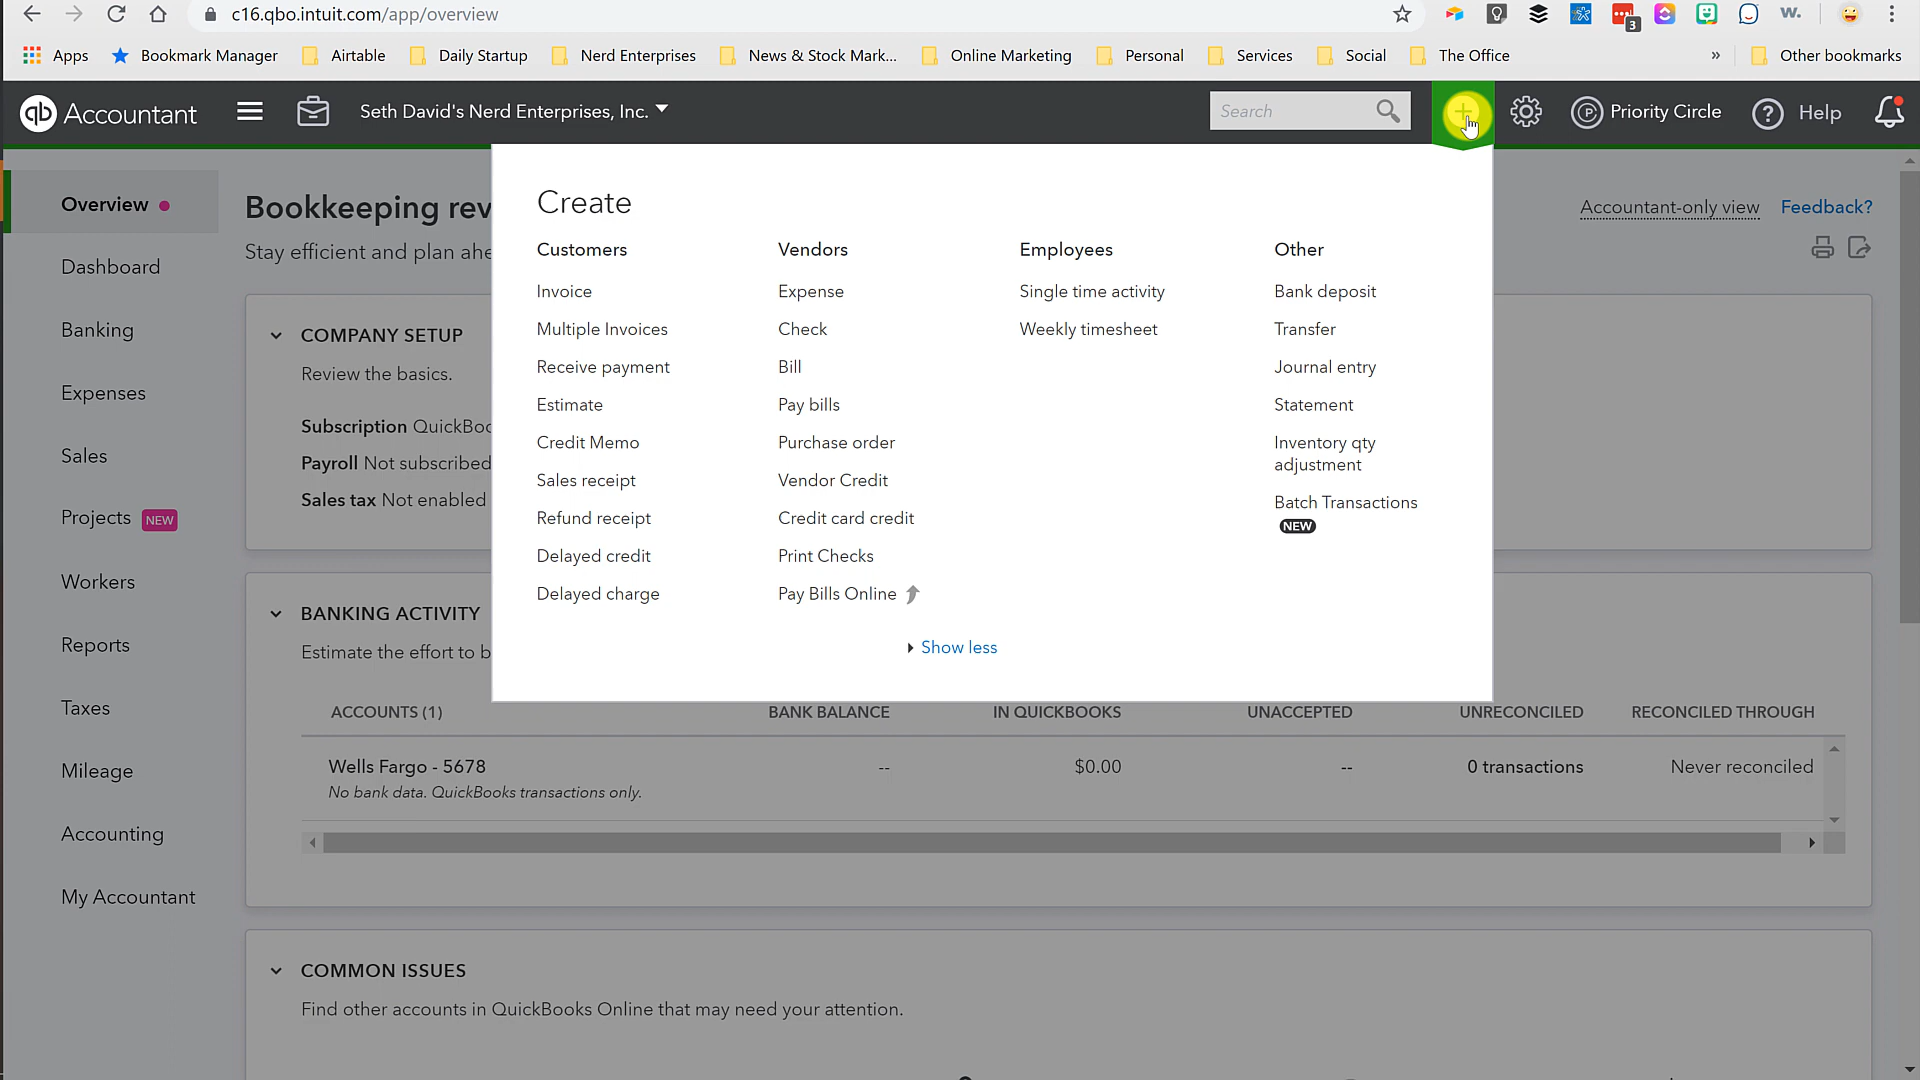 c16.qbo.intuit.com/app/overview
3
w.
Apps
Bookmark Manager
Airtable
Daily Startup
Nerd Enterprises
News & Stock Mark...
Online Marketing
Personal
Services
Social
The Office
»
Other bookmarks
qb Accountant
Seth David's Nerd Enterprises, Inc.
Search
P Priority Circle
? Help
Overview
Dashboard
Banking
Expenses
Sales
Projects NEW
Workers
Reports
Taxes
Mileage
Accounting
My Accountant
Bookkeeping rev
Stay efficient and plan ahe
Accountant-only view
Feedback?
COMPANY SETUP
Review the basics.
Subscription QuickBoo
Payroll Not subscribed
Sales tax Not enabled
Create
Customers
Invoice
Multiple Invoices
Receive payment
Estimate
Credit Memo
Sales receipt
Refund receipt
Delayed credit
Delayed charge
Vendors
Expense
Check
Bill
Pay bills
Purchase order
Vendor Credit
Credit card credit
Print Checks
Pay Bills Online
Employees
Single time activity
Weekly timesheet
Other
Bank deposit
Transfer
Journal entry
Statement
Inventory qty
adjustment
Batch Transactions
NEW
Show less
BANKING ACTIVITY
Estimate the effort to b
ACCOUNTS (1) BANK BALANCE IN QUICKBOOKS UNACCEPTED UNRECONCILED RECONCILED THROUGH
Wells Fargo - 5678 -- $0.00 -- 0 transactions Never reconciled
No bank data. QuickBooks transactions only.
COMMON ISSUES
Find other accounts in QuickBooks Online that may need your attention.